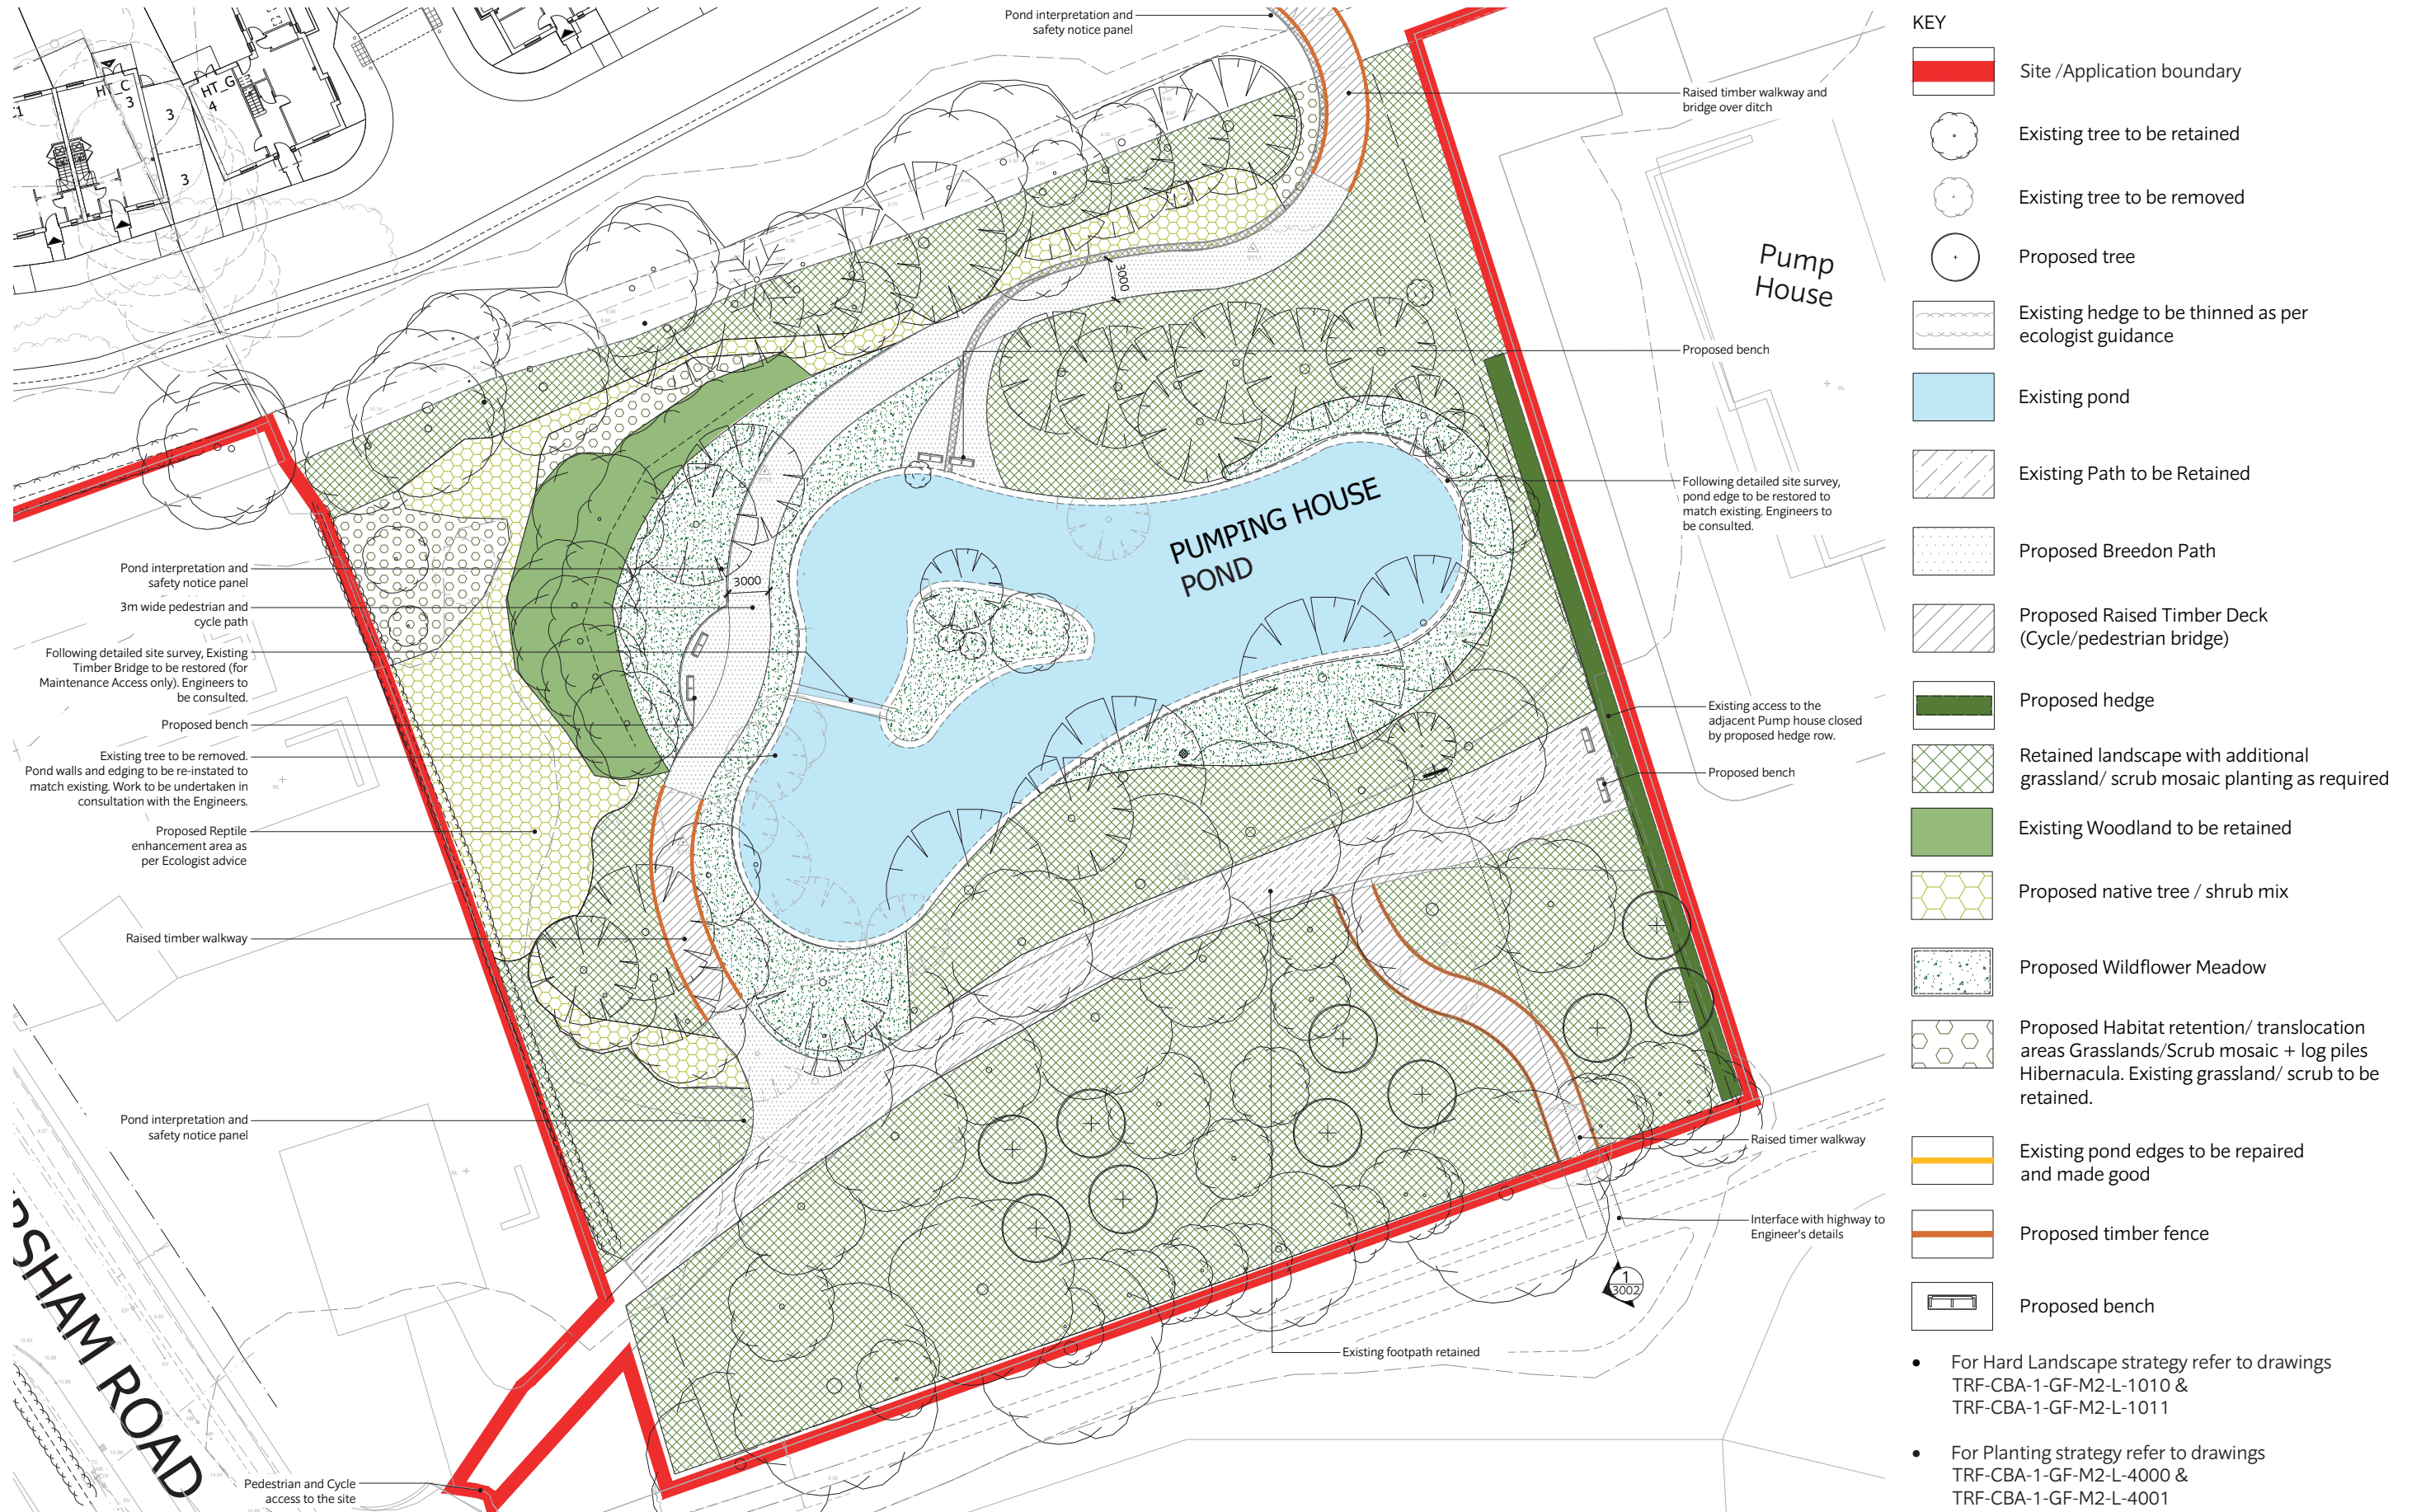 Pond interpretation and
safety notice panel
HT_C
3
3
HT_G
4
3
Raised timber walkway and
bridge over ditch
Pump
House
3000
Proposed bench
PUMPING HOUSE
POND
Following detailed site survey,
pond edge to be restored to
match existing. Engineers to
be consulted.
Pond interpretation and
safety notice panel
3000
3m wide pedestrian and
cycle path
Following detailed site survey, Existing
Timber Bridge to be restored (for
Maintenance Access only). Engineers to
be consulted.
Proposed bench
Existing tree to be removed.
Pond walls and edging to be re-instated to
match existing. Work to be undertaken in
consultation with the Engineers.
Proposed Reptile
enhancement area as
per Ecologist advice
Raised timber walkway
Pond interpretation and
safety notice panel
Existing access to the
adjacent Pump house closed
by proposed hedge row.
Proposed bench
Raised timer walkway
Interface with highway to
Engineer's details
1
3002
Existing footpath retained
RSHAM ROAD
Pedestrian and Cycle
access to the site
KEY
Site /Application boundary
Existing tree to be retained
Existing tree to be removed
Proposed tree
Existing hedge to be thinned as per
ecologist guidance
Existing pond
Existing Path to be Retained
Proposed Breedon Path
Proposed Raised Timber Deck
(Cycle/pedestrian bridge)
Proposed hedge
Retained landscape with additional
grassland/ scrub mosaic planting as required
Existing Woodland to be retained
Proposed native tree / shrub mix
Proposed Wildflower Meadow
Proposed Habitat retention/ translocation
areas Grasslands/Scrub mosaic + log piles
Hibernacula. Existing grassland/ scrub to be
retained.
Existing pond edges to be repaired
and made good
Proposed timber fence
Proposed bench
• For Hard Landscape strategy refer to drawings
TRF-CBA-1-GF-M2-L-1010 &
TRF-CBA-1-GF-M2-L-1011
• For Planting strategy refer to drawings
TRF-CBA-1-GF-M2-L-4000 &
TRF-CBA-1-GF-M2-L-4001